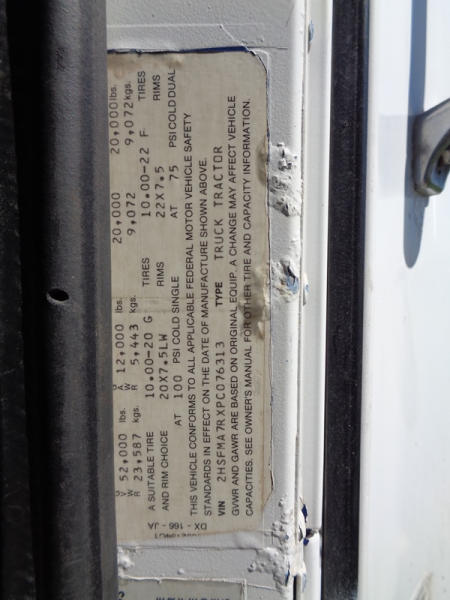 GVWR 52,000 lbs. GAWR 12,000 lbs. 20,000 20,000 lbs.
23,587 kgs. 5,443 kgs. 9,072 9,072 kgs.
A SUITABLE TIRE 10.00-20 G TIRES 10.00-22 F TIRES
AND RIM CHOICE 20X7.5LW RIMS 22X7.5 RIMS
AT 100 PSI COLD SINGLE AT 75 PSI COLD DUAL
THIS VEHICLE CONFORMS TO ALL APPLICABLE FEDERAL MOTOR VEHICLE SAFETY
STANDARDS IN EFFECT ON THE DATE OF MANUFACTURE SHOWN ABOVE.
VIN 2HSFMA7RXPC076313 TYPE TRUCK TRACTOR
GVWR AND GAWR ARE BASED ON ORIGINAL EQUIP. A CHANGE MAY AFFECT VEHICLE
CAPACITIES. SEE OWNER'S MANUAL FOR OTHER TIRE AND CAPACITY INFORMATION.
DX - 166 - JA